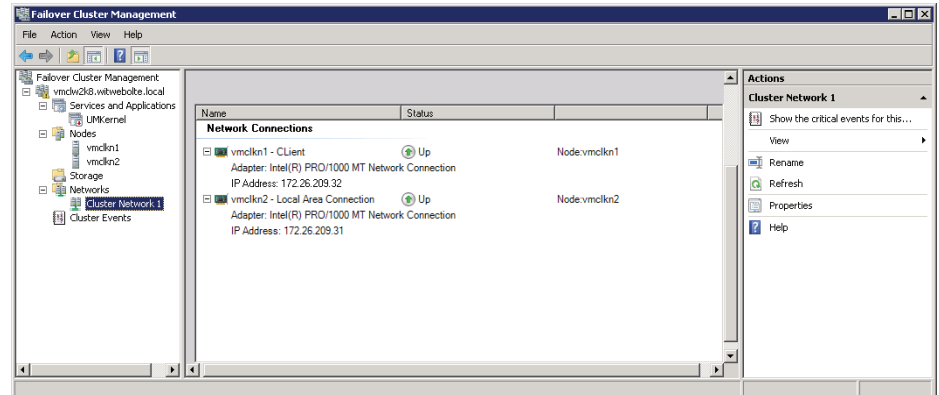 Failover Cluster Management
File Action View Help
Failover Cluster Management
vmclw2k8.witwebolte.local
Services and Applications
UMKernel
Nodes
vmclkn1
vmclkn2
Storage
Networks
Cluster Network 1
Cluster Events
Name Status
Network Connections
vmclkn1 - CLient Up Node:vmclkn1
Adapter: Intel(R) PRO/1000 MT Network Connection
IP Address: 172.26.209.32
vmclkn2 - Local Area Connection Up Node:vmclkn2
Adapter: Intel(R) PRO/1000 MT Network Connection
IP Address: 172.26.209.31
Actions
Cluster Network 1
Show the critical events for this...
View
Rename
Refresh
Properties
Help